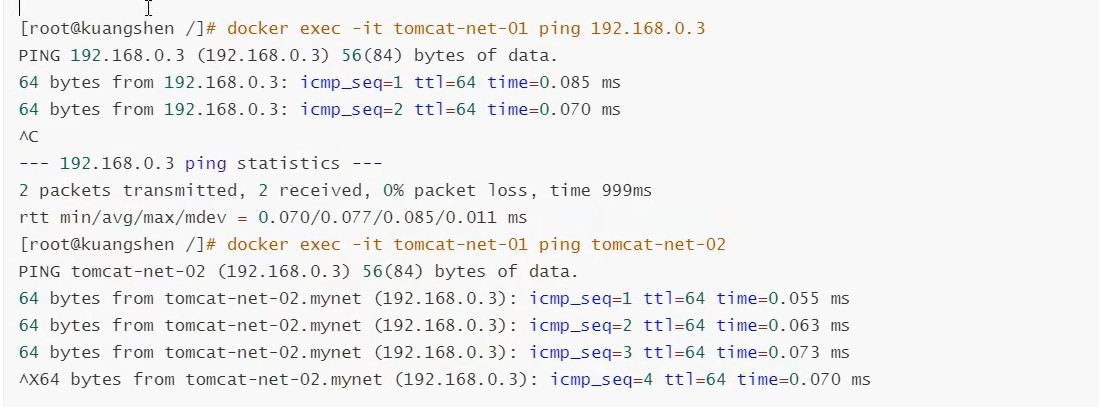 [root@kuangshen /]# docker exec -it tomcat-net-01 ping 192.168.0.3
PING 192.168.0.3 (192.168.0.3) 56(84) bytes of data.
64 bytes from 192.168.0.3: icmp_seq=1 ttl=64 time=0.085 ms
64 bytes from 192.168.0.3: icmp_seq=2 ttl=64 time=0.070 ms
^C
--- 192.168.0.3 ping statistics ---
2 packets transmitted, 2 received, 0% packet loss, time 999ms
rtt min/avg/max/mdev = 0.070/0.077/0.085/0.011 ms
[root@kuangshen /]# docker exec -it tomcat-net-01 ping tomcat-net-02
PING tomcat-net-02 (192.168.0.3) 56(84) bytes of data.
64 bytes from tomcat-net-02.mynet (192.168.0.3): icmp_seq=1 ttl=64 time=0.055 ms
64 bytes from tomcat-net-02.mynet (192.168.0.3): icmp_seq=2 ttl=64 time=0.063 ms
64 bytes from tomcat-net-02.mynet (192.168.0.3): icmp_seq=3 ttl=64 time=0.073 ms
^X64 bytes from tomcat-net-02.mynet (192.168.0.3): icmp_seq=4 ttl=64 time=0.070 ms